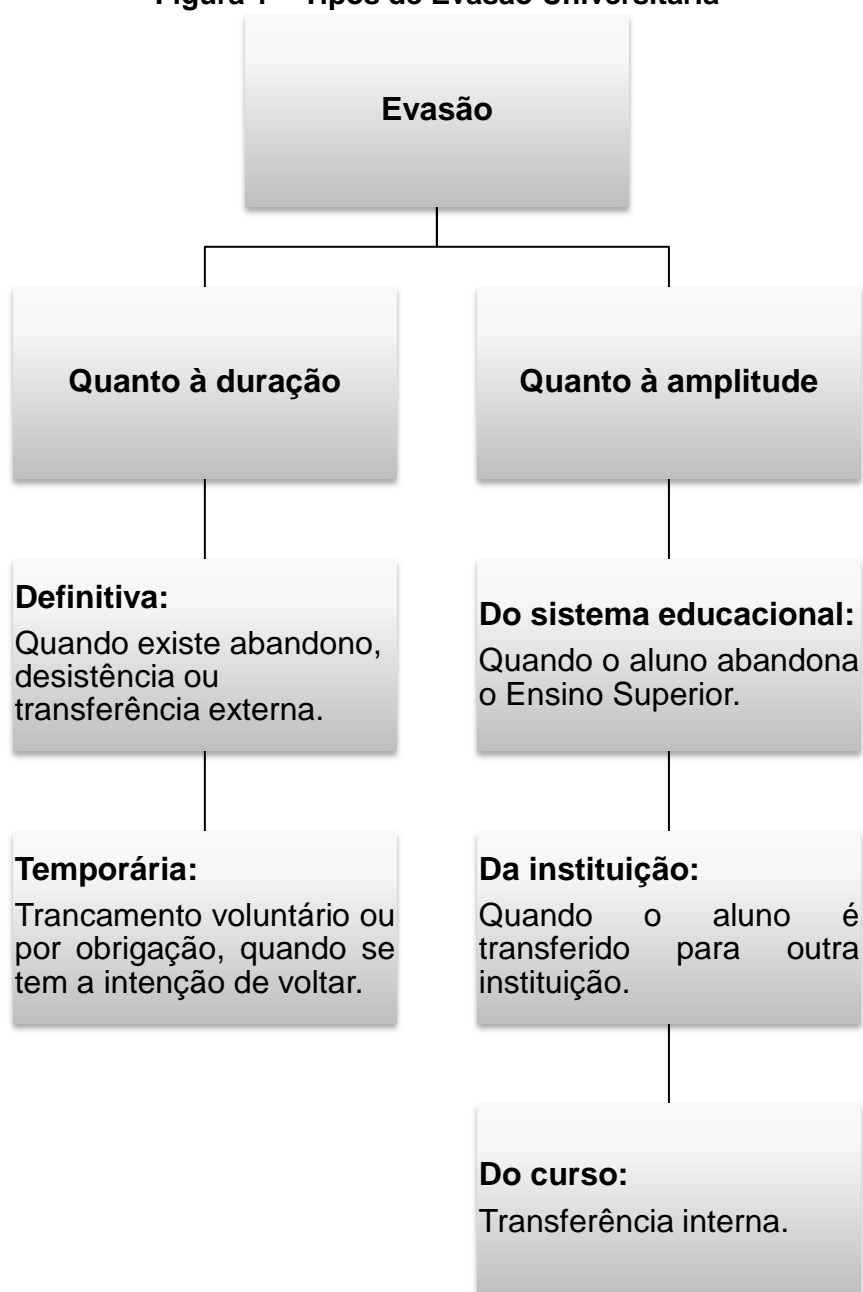 Evasão
Quanto à duração
Quanto à amplitude
Definitiva:
Quando existe abandono,
desistência ou
transferência externa.
Do sistema educacional:
Quando o aluno abandona
o Ensino Superior.
Temporária:
Trancamento voluntário ou
por obrigação, quando se
tem a intenção de voltar.
Da instituição:
Quando o aluno é
transferido para outra
instituição.
Do curso:
Transferência interna.